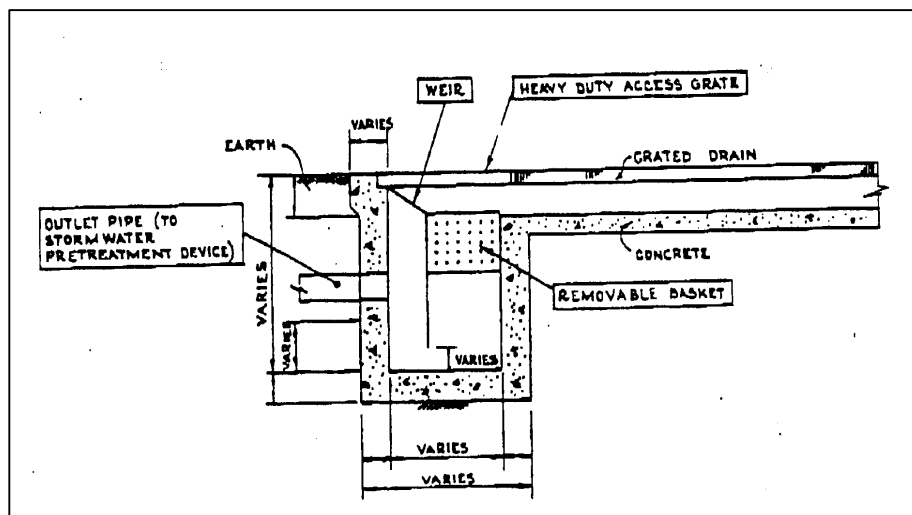 WEIR
HEAVY DUTY ACCESS GRATE
VARIES
EARTH
GRATED DRAIN
OUTLET PIPE (TO
STORM WATER
PRETREATMENT DEVICE)
CONCRETE
REMOVABLE BASKET
VARIES
VARIES
VARIES
VARIES
VARIES